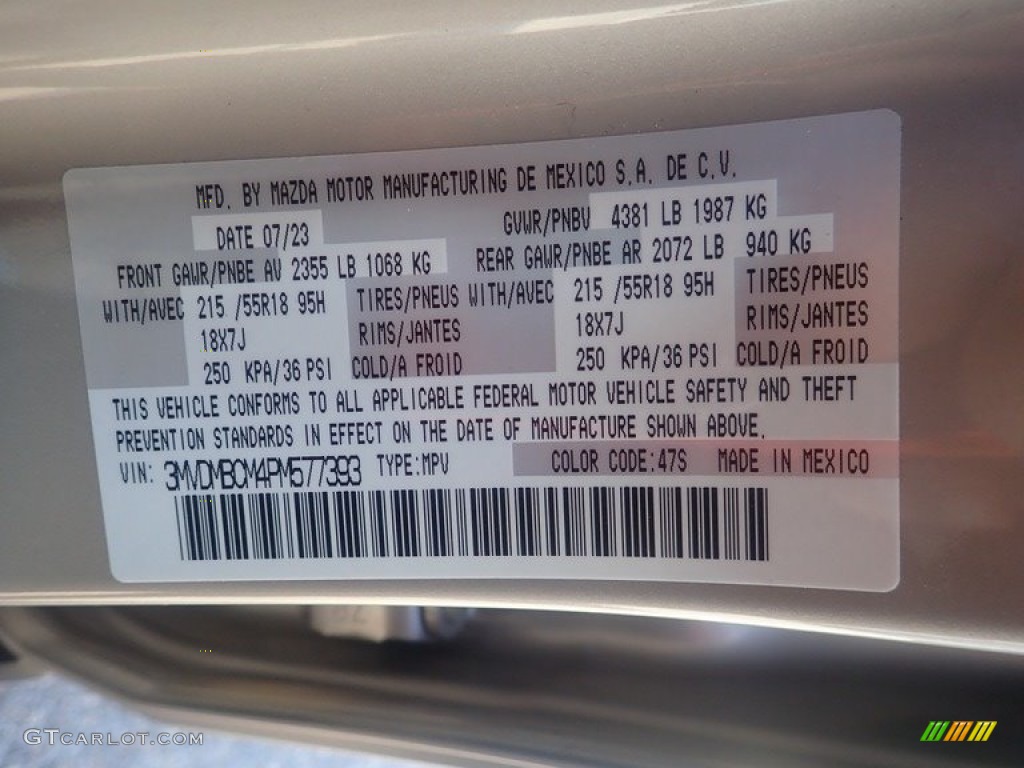 MFD. BY MAZDA MOTOR MANUFACTURING DE MEXICO S.A. DE C.V.
DATE 07/23 GVWR/PNBV 4381 LB 1987 KG
FRONT GAWR/PNBE AV 2355 LB 1068 KG REAR GAWR/PNBE AR 2072 LB 940 KG
WITH/AVEC 215 /55R18 95H TIRES/PNEUS WITH/AVEC 215 /55R18 95H TIRES/PNEUS
18X7J RIMS/JANTES 18X7J RIMS/JANTES
250 KPA/36 PSI COLD/A FROID 250 KPA/36 PSI COLD/A FROID
THIS VEHICLE CONFORMS TO ALL APPLICABLE FEDERAL MOTOR VEHICLE SAFETY AND THEFT
PREVENTION STANDARDS IN EFFECT ON THE DATE OF MANUFACTURE SHOWN ABOVE.
VIN: 3MVDMBCM4PM577393 TYPE:MPV COLOR CODE:47S MADE IN MEXICO
GTCARLOT.COM